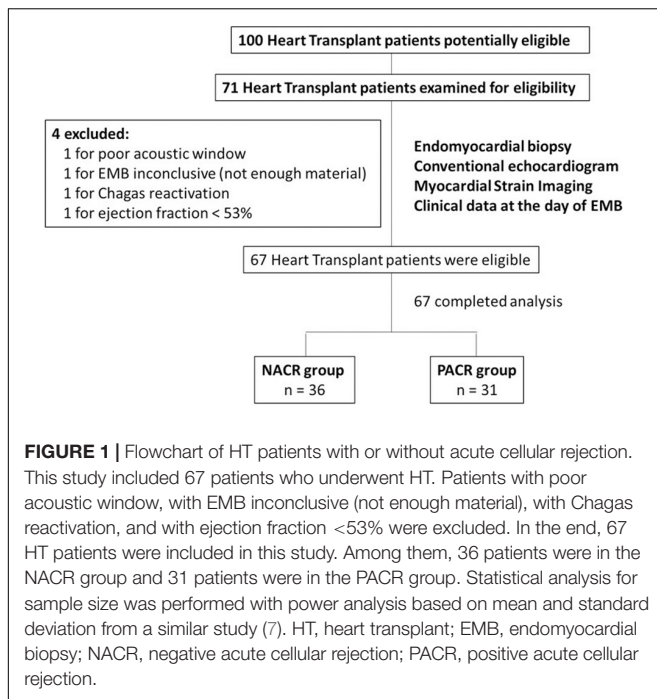 100 Heart Transplant patients potentially eligible
71 Heart Transplant patients examined for eligibility
4 excluded:
1 for poor acoustic window
1 for EMB inconclusive (not enough material)
1 for Chagas reactivation
1 for ejection fraction < 53%
Endomyocardial biopsy
Conventional echocardiogram
Myocardial Strain Imaging
Clinical data at the day of EMB
67 Heart Transplant patients were eligible
67 completed analysis
NACR group
n = 36
PACR group
n = 31
FIGURE 1 | Flowchart of HT patients with or without acute cellular rejection.
This study included 67 patients who underwent HT. Patients with poor
acoustic window, with EMB inconclusive (not enough material), with Chagas
reactivation, and with ejection fraction <53% were excluded. In the end, 67
HT patients were included in this study. Among them, 36 patients were in the
NACR group and 31 patients were in the PACR group. Statistical analysis for
sample size was performed with power analysis based on mean and standard
deviation from a similar study (7). HT, heart transplant; EMB, endomyocardial
biopsy; NACR, negative acute cellular rejection; PACR, positive acute cellular
rejection.